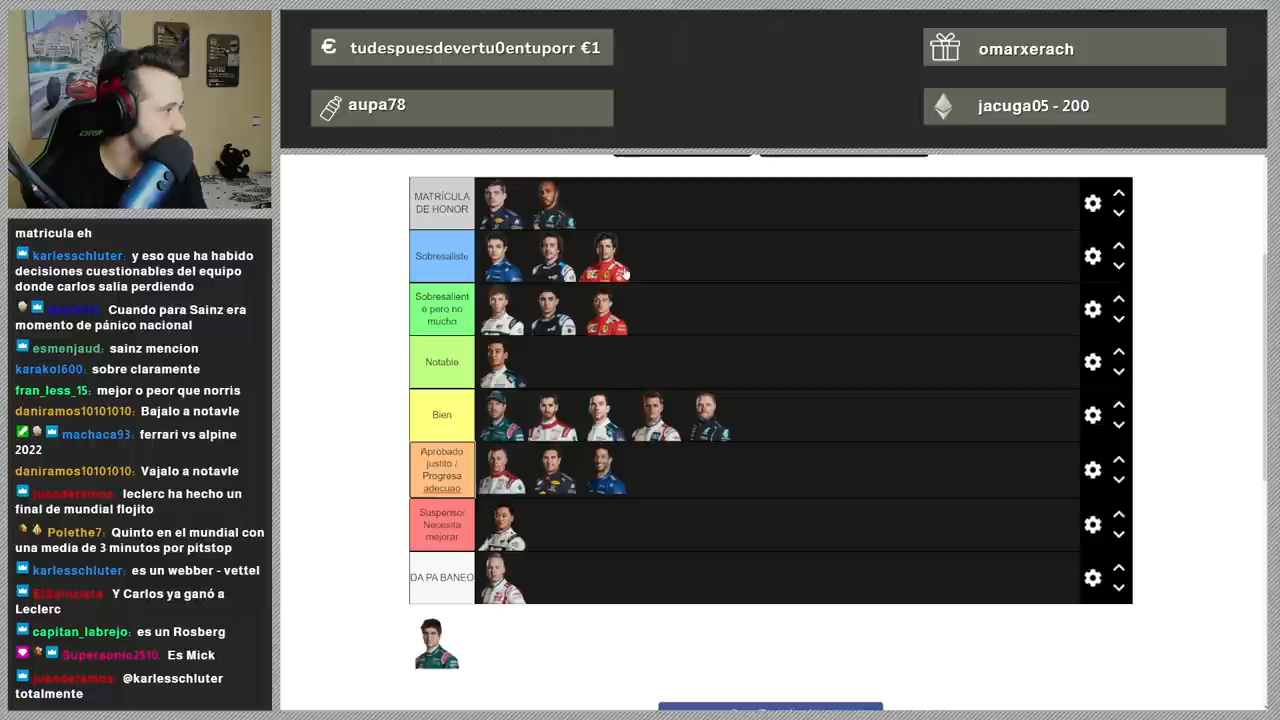 € tudespuesdevertu0entuporr €1
omarxerach
aupa78
jacuga05 - 200
matricula eh
karlesschluter: y eso que ha habido
decisiones cuestionables del equipo
donde carlos salia perdiendo
Cuando para Sainz era
momento de pánico nacional
esmenjaud: sainz mencion
karakol600: sobre claramente
fran_less_15: mejor o peor que norris
daniramos10101010: Bajalo a notavle
machaca93: ferrari vs alpine
2022
daniramos10101010: Vajalo a notavle
juanderamos: leclerc ha hecho un
final de mundial flojito
Polethe7: Quinto en el mundial con
una media de 3 minutos por pitstop
karlesschluter: es un webber - vettel
ElSainzista: Y Carlos ya ganó a
Leclerc
capitan_labrejo: es un Rosberg
Supersonic2510: Es Mick
juanderamos: @karlesschluter
totalmente
MATRÍCULA
DE HONOR
Sobresaliste
Sobresalient
e pero no
mucho
Notable
Bien
Aprobado
justito /
Progresa
adecuao
Suspenso/
Necesita
mejorar
DA PA BANEO